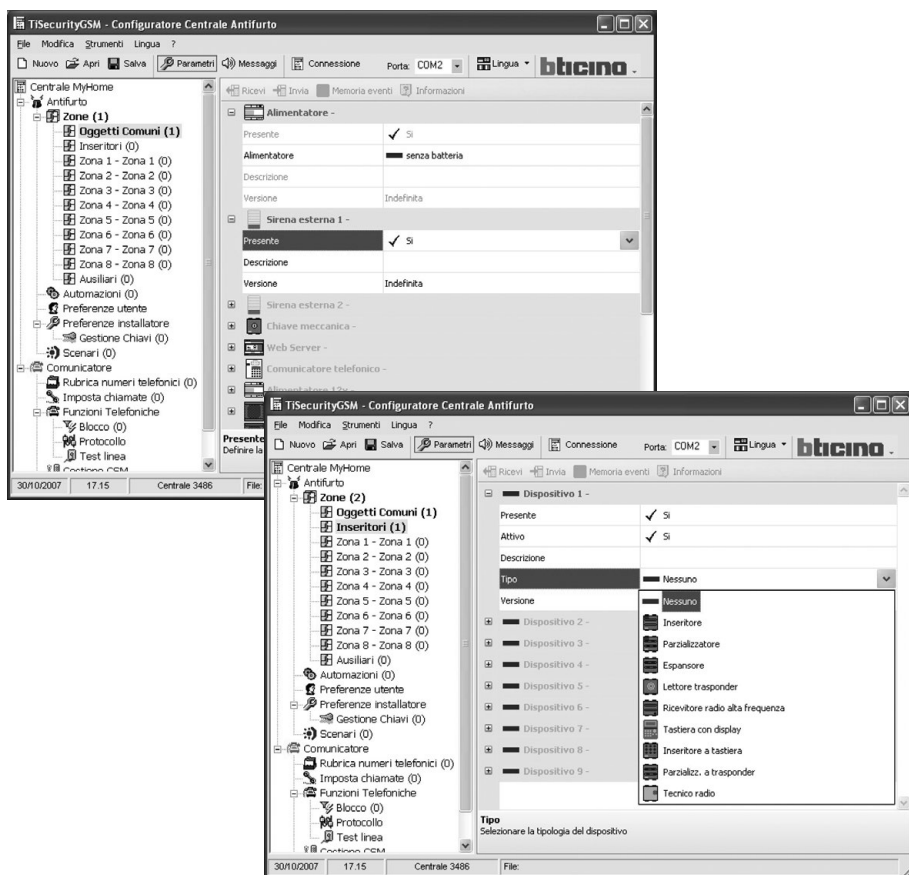 TiSecurityGSM - Configuratore Centrale Antifurto
File Modifica Strumenti Lingua ?
Nuovo Apri Salva Parametri Messaggi Connessione Porta: COM2 Lingua bticino
Centrale MyHome
Antifurto
Zone (1)
Oggetti Comuni (1)
Inseritori (0)
Zona 1 - Zona 1 (0)
Zona 2 - Zona 2 (0)
Zona 3 - Zona 3 (0)
Zona 4 - Zona 4 (0)
Zona 5 - Zona 5 (0)
Zona 6 - Zona 6 (0)
Zona 7 - Zona 7 (0)
Zona 8 - Zona 8 (0)
Ausiliari (0)
Automazioni (0)
Preferenze utente
Preferenze installatore
Gestione Chiavi (0)
Scenari (0)
Comunicatore
Rubrica numeri telefonici (0)
Imposta chiamate (0)
Funzioni Telefoniche
Blocco (0)
Protocollo
Test linea
Ricevi Invia Memoria eventi Informazioni
Alimentatore -
Presente Si
Alimentatore senza batteria
Descrizione
Versione Indefinita
Sirena esterna 1 -
Presente Si
Descrizione
Versione Indefinita
Sirena esterna 2 -
Chiave meccanica -
Web Server -
Comunicatore telefonico -
Alimentatore 12v -
Presente
Definire la
30/10/2007 17.15 Centrale 3486 File:
TiSecurityGSM - Configuratore Centrale Antifurto
File Modifica Strumenti Lingua ?
Nuovo Apri Salva Parametri Messaggi Connessione Porta: COM2 Lingua bticino
Centrale MyHome
Antifurto
Zone (2)
Oggetti Comuni (1)
Inseritori (1)
Zona 1 - Zona 1 (0)
Zona 2 - Zona 2 (0)
Zona 3 - Zona 3 (0)
Zona 4 - Zona 4 (0)
Zona 5 - Zona 5 (0)
Zona 6 - Zona 6 (0)
Zona 7 - Zona 7 (0)
Zona 8 - Zona 8 (0)
Ausiliari (0)
Automazioni (0)
Preferenze utente
Preferenze installatore
Gestione Chiavi (0)
Scenari (0)
Comunicatore
Rubrica numeri telefonici (0)
Imposta chiamate (0)
Funzioni Telefoniche
Blocco (0)
Protocollo
Test linea
Ricevi Invia Memoria eventi Informazioni
Dispositivo 1 -
Presente Si
Attivo Si
Descrizione
Tipo Nessuno
Versione
Dispositivo 2 -
Dispositivo 3 -
Dispositivo 4 -
Dispositivo 5 -
Dispositivo 6 -
Dispositivo 7 -
Dispositivo 8 -
Dispositivo 9 -
Nessuno
Inseritore
Parzializzatore
Espansore
Lettore trasponder
Ricevitore radio alta frequenza
Tastiera con display
Inseritore a tastiera
Parzializz. a trasponder
Tecnico radio
Tipo
Selezionare la tipologia del dispositivo
30/10/2007 17.15 Centrale 3486 File: